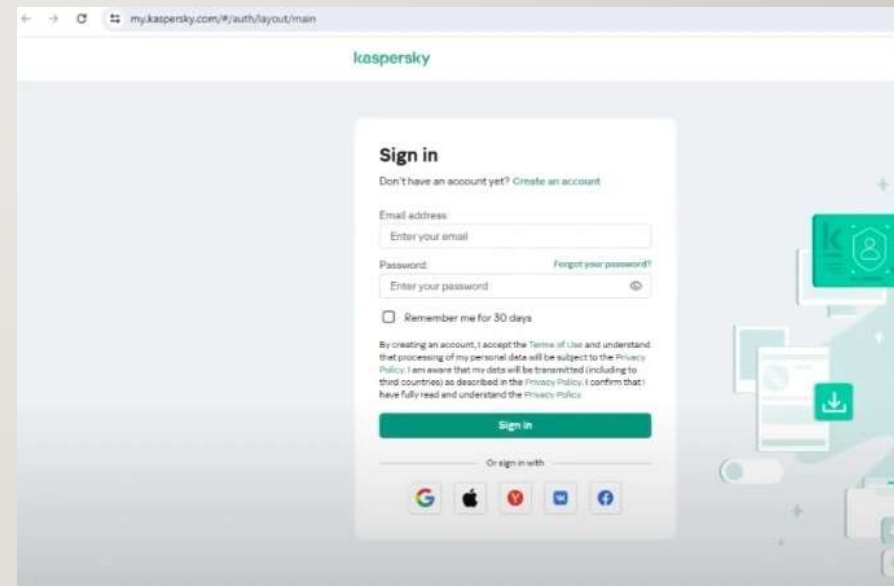 my.kaspersky.com/#/auth/layout/main
kaspersky
Sign in
Don't have an account yet? Create an account
Email address:
Enter your email
Password:
Forgot your password?
Enter your password
Remember me for 30 days
By creating an account, I accept the Terms of Use and understand
that processing of my personal data will be subject to the Privacy
Policy. I am aware that my data will be transmitted (including to
third countries) as described in the Privacy Policy. I confirm that I
have fully read and understand the Privacy Policy.
Sign in
Or sign in with